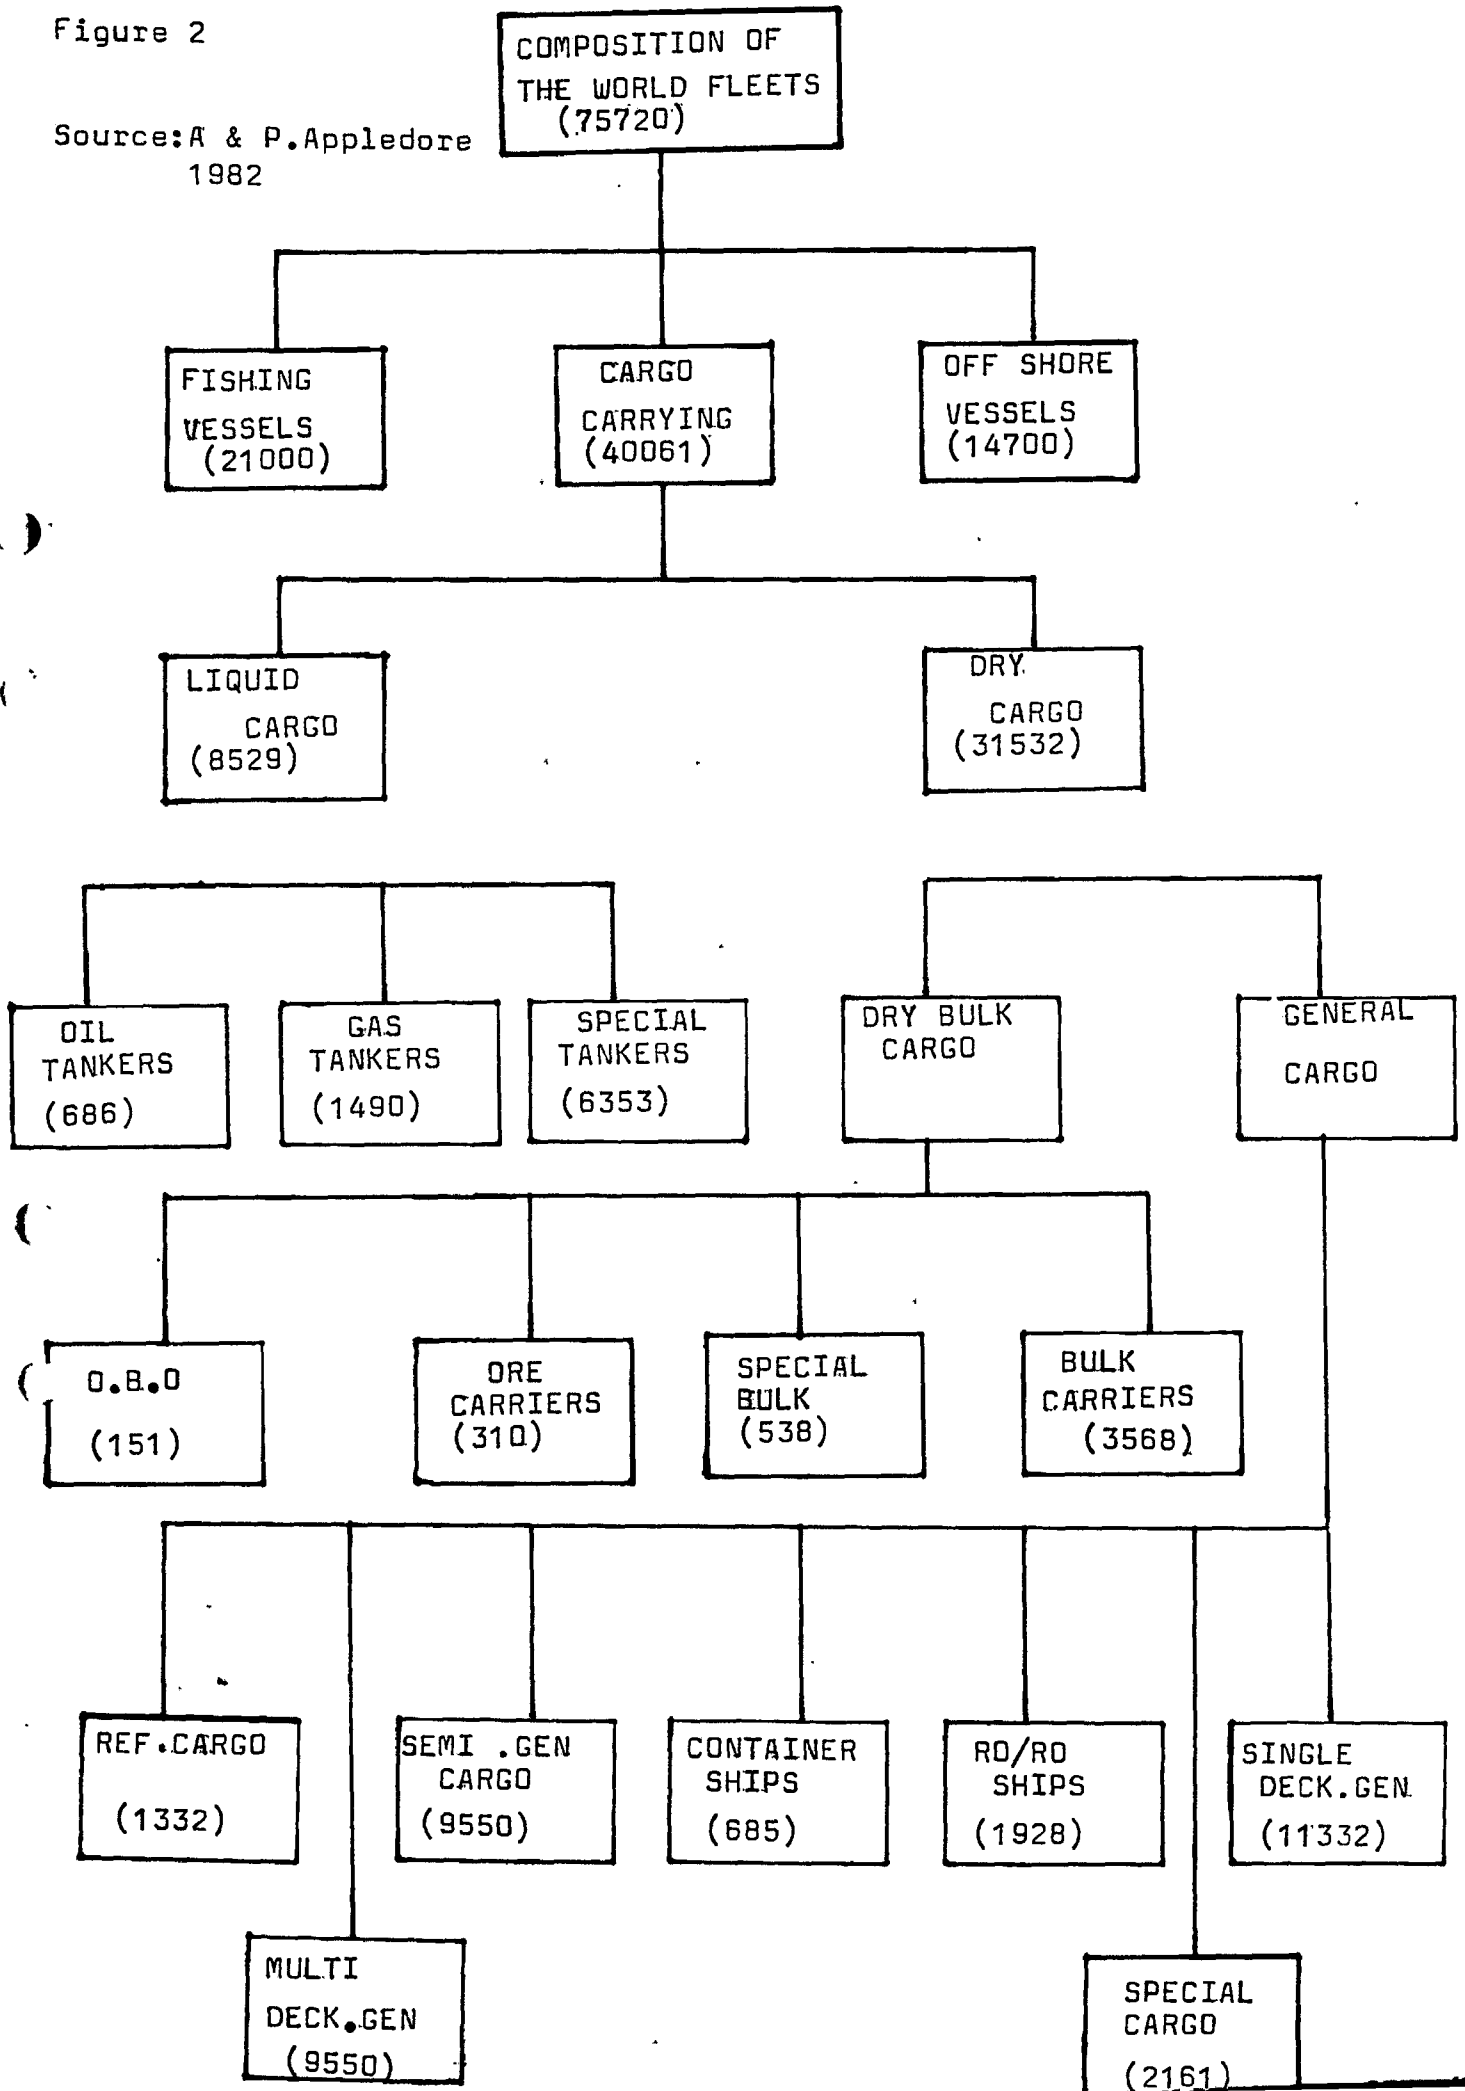 Figure 2
Source: A & P.Appledore
1982
COMPOSITION OF
THE WORLD FLEETS
(75720)
FISHING
VESSELS
(21000)
CARGO
CARRYING
(40061)
OFF SHORE
VESSELS
(14700)
LIQUID
CARGO
(8529)
DRY
CARGO
(31532)
OIL
TANKERS
(686)
GAS
TANKERS
(1490)
SPECIAL
TANKERS
(6353)
DRY BULK
CARGO
GENERAL
CARGO
O.B.O
(151)
ORE
CARRIERS
(310)
SPECIAL
BULK
(538)
BULK
CARRIERS
(3568)
REF.CARGO
(1332)
SEMI .GEN
CARGO
(9550)
CONTAINER
SHIPS
(685)
RO/RO
SHIPS
(1928)
SINGLE
DECK.GEN
(11332)
MULTI
DECK.GEN
(9550)
SPECIAL
CARGO
(2161)